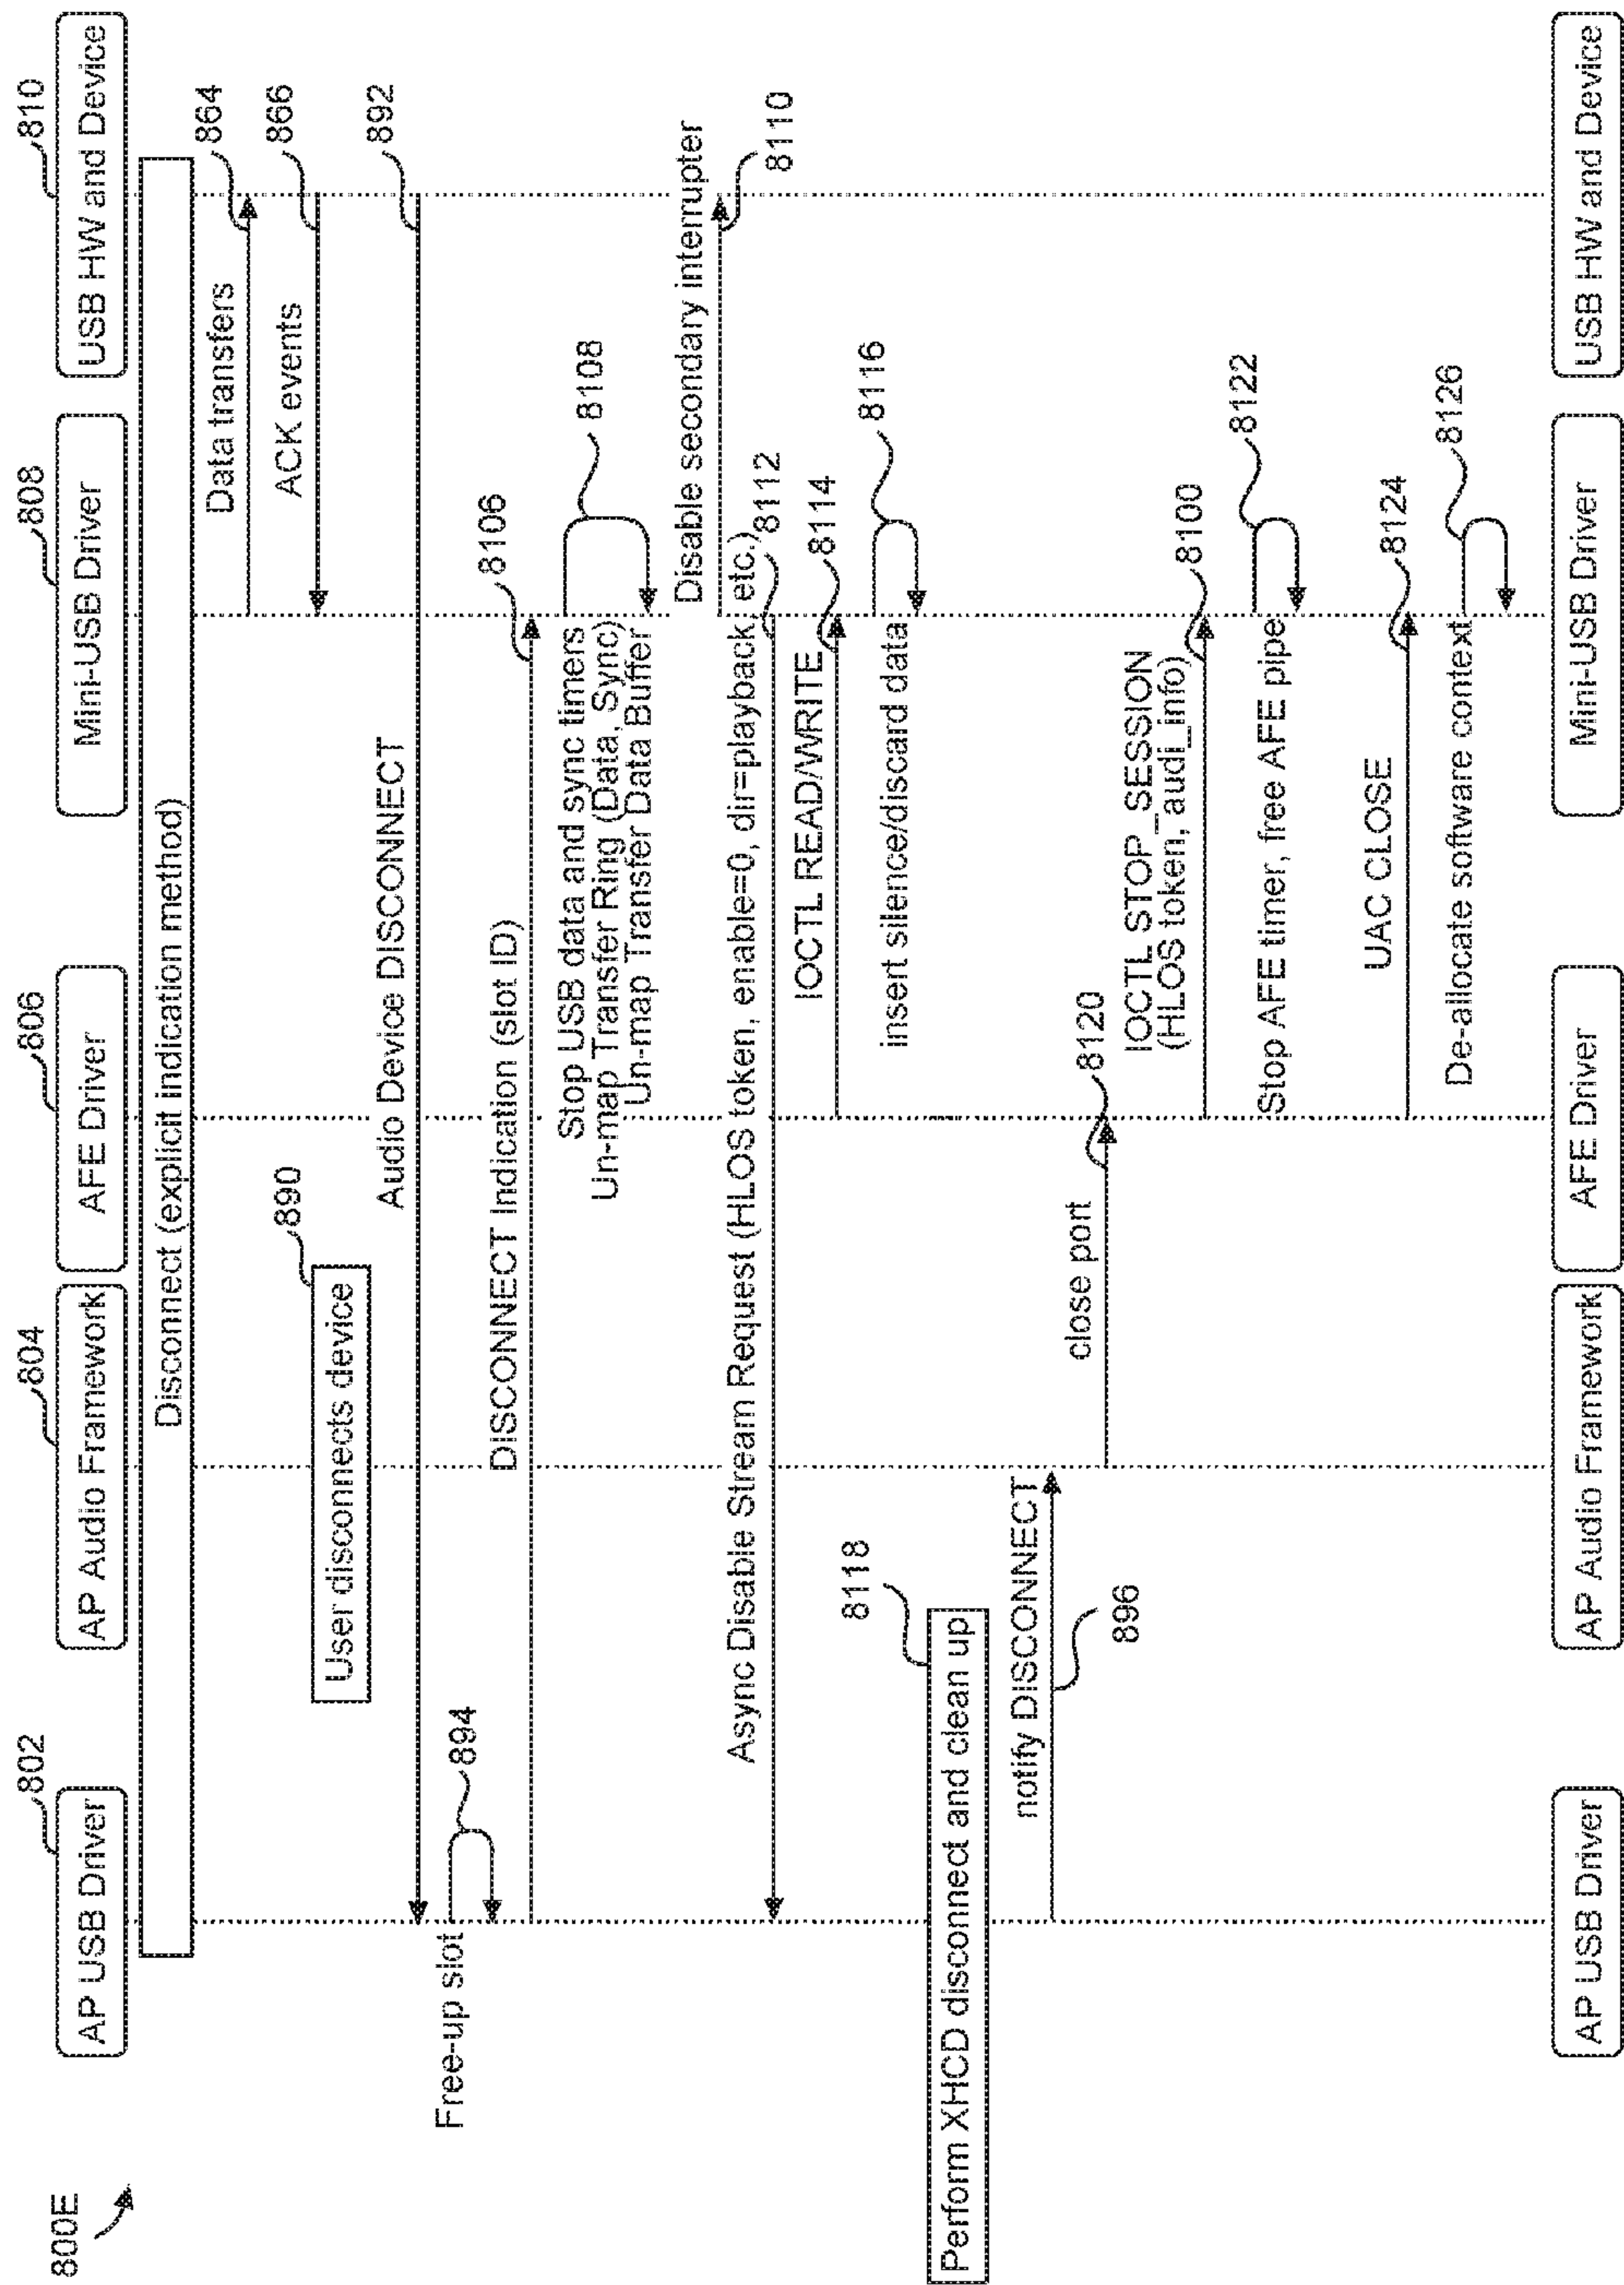 800E
802
804
806
808
810
AP USB Driver
AP Audio Framework
AFE Driver
Mini-USB Driver
USB HW and Device
Disconnect (explicit indication method)
Data transfers
864
ACK events
866
User disconnects device
890
Audio Device DISCONNECT
892
Free-up slot
894
DISCONNECT Indication (slot ID)
8106
Stop USB data and sync timers
Un-map Transfer Ring (Data, Sync)
Un-map Transfer Data Buffer
8108
Disable secondary interrupter
8110
Async Disable Stream Request (HLOS token, enable=0, dir=playback, etc.)
8112
IOCTL READ/WRITE
8114
insert silence/discard data
8116
Perform XHCD disconnect and clean up
8118
notify DISCONNECT
896
close port
8120
IOCTL STOP_SESSION
(HLOS token, audi_info)
8100
Stop AFE timer, free AFE pipe
8122
UAC CLOSE
8124
De-allocate software context
8126
AP USB Driver
AP Audio Framework
AFE Driver
Mini-USB Driver
USB HW and Device